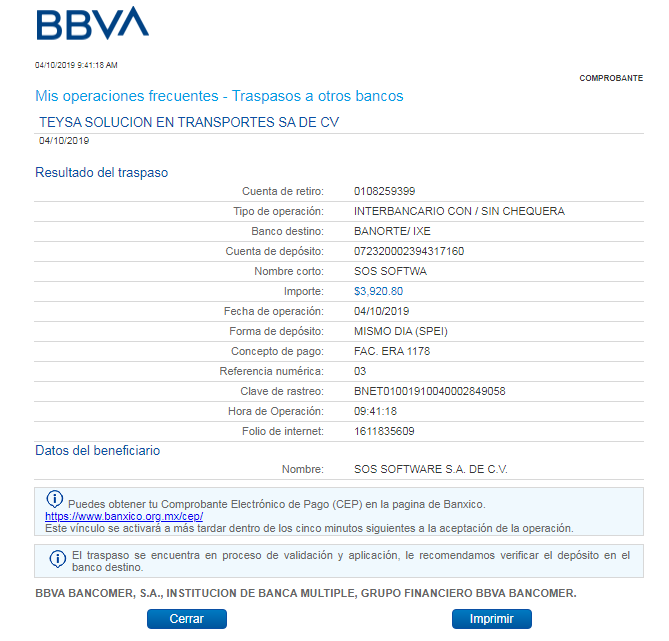 BBVA
04/10/2019 9:41:18 AM
COMPROBANTE
Mis operaciones frecuentes - Traspasos a otros bancos
TEYSA SOLUCION EN TRANSPORTES SA DE CV
04/10/2019
Resultado del traspaso
Cuenta de retiro: 0108259399
Tipo de operación: INTERBANCARIO CON / SIN CHEQUERA
Banco destino: BANORTE/ IXE
Cuenta de depósito: 072320002394317160
Nombre corto: SOS SOFTWA
Importe: $3,920.80
Fecha de operación: 04/10/2019
Forma de depósito: MISMO DIA (SPEI)
Concepto de pago: FAC. ERA 1178
Referencia numérica: 03
Clave de rastreo: BNET01001910040002849058
Hora de Operación: 09:41:18
Folio de internet: 1611835609
Datos del beneficiario
Nombre: SOS SOFTWARE S.A. DE C.V.
Puedes obtener tu Comprobante Electrónico de Pago (CEP) en la pagina de Banxico.
https://www.banxico.org.mx/cep/
Este vínculo se activará a más tardar dentro de los cinco minutos siguientes a la aceptación de la operación.
El traspaso se encuentra en proceso de validación y aplicación, le recomendamos verificar el depósito en el
banco destino.
BBVA BANCOMER, S.A., INSTITUCION DE BANCA MULTIPLE, GRUPO FINANCIERO BBVA BANCOMER.
Cerrar Imprimir